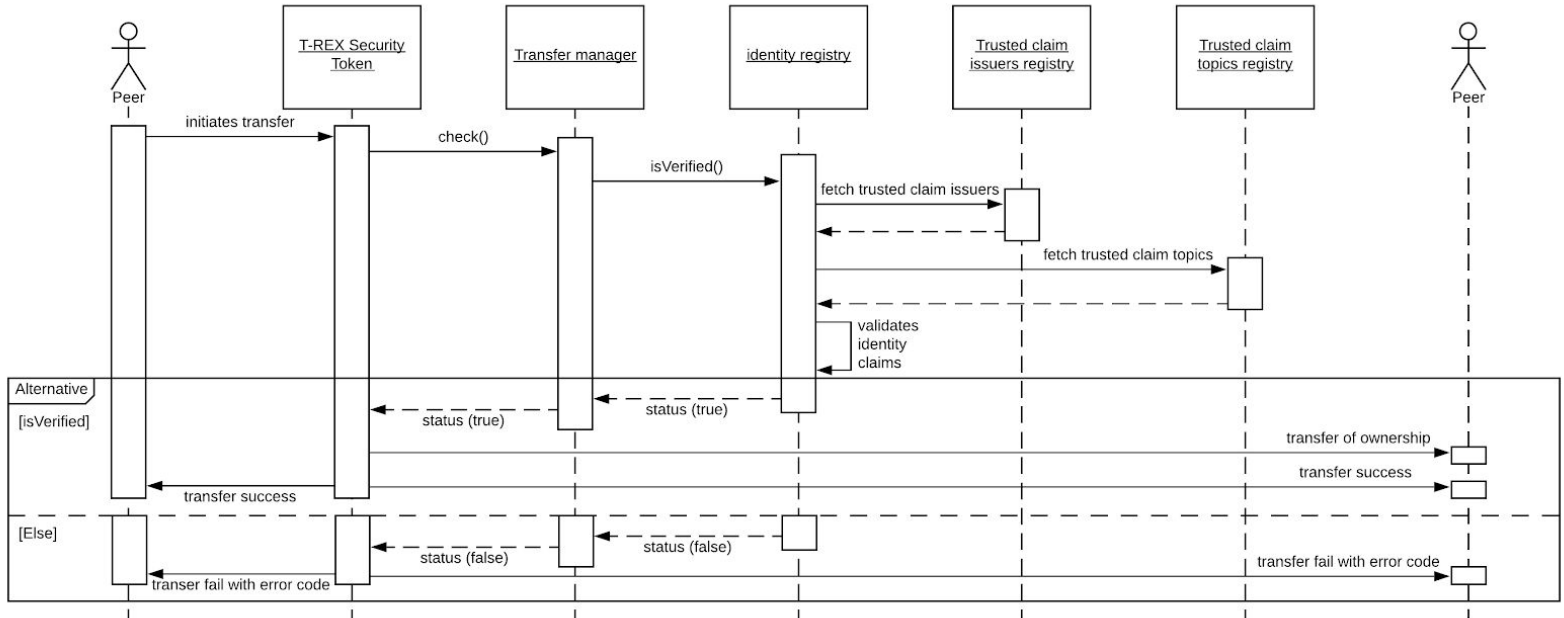 Peer
T-REX Security
Token
Transfer manager
identity registry
Trusted claim
issuers registry
Trusted claim
topics registry
Peer
initiates transfer
check()
isVerified()
fetch trusted claim issuers
fetch trusted claim topics
validates
identity
claims
Alternative
[isVerified]
status (true)
status (true)
transfer of ownership
transfer success
transfer success
[Else]
status (false)
status (false)
transfer fail with error code
transer fail with error code